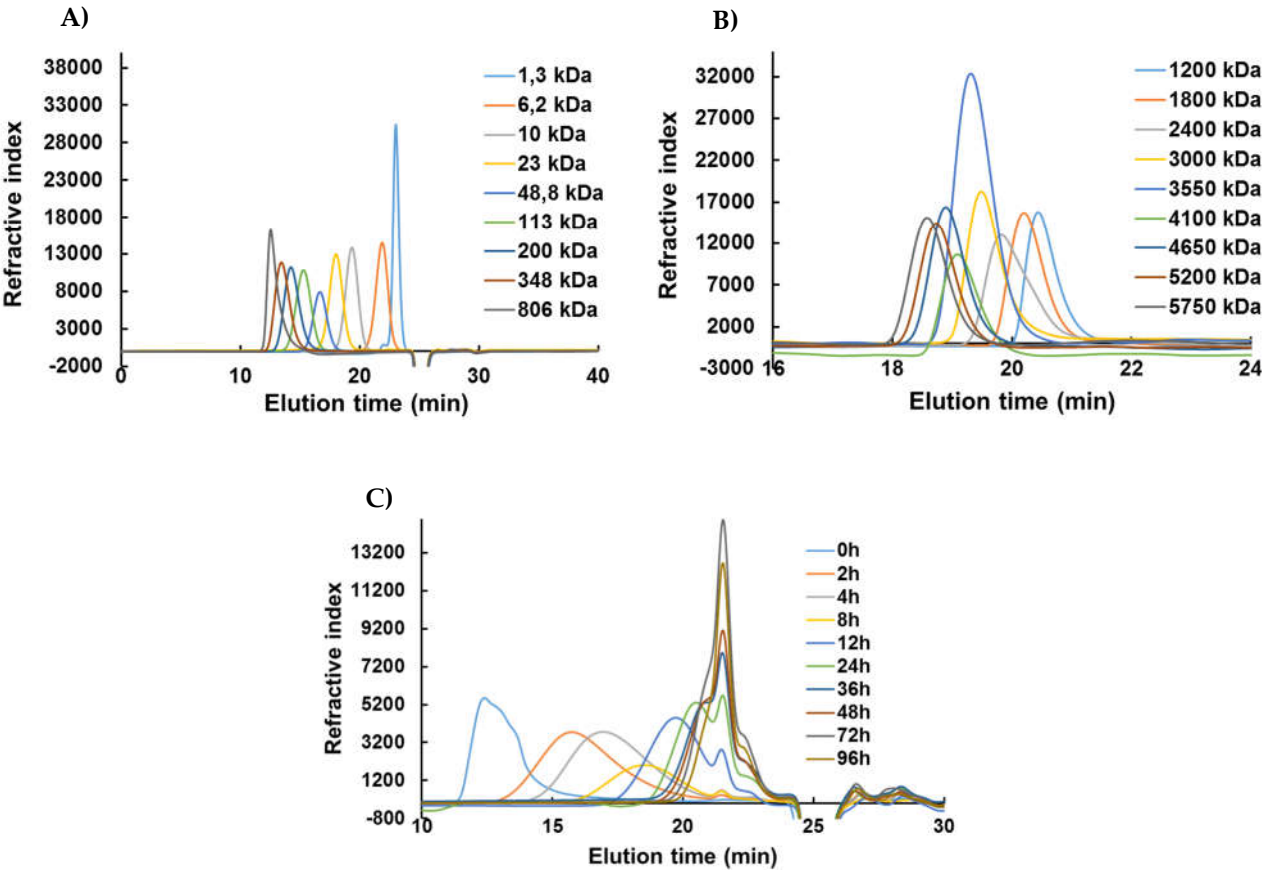 A)
38000
33000
28000
23000
18000
13000
8000
3000
-2000
Refractive index
0 10 20 30 40
Elution time (min)
1,3 kDa
6,2 kDa
10 kDa
23 kDa
48,8 kDa
113 kDa
200 kDa
348 kDa
806 kDa
B)
32000
27000
22000
17000
12000
7000
2000
-3000
Refractive index
16 18 20 22 24
Elution time (min)
1200 kDa
1800 kDa
2400 kDa
3000 kDa
3550 kDa
4100 kDa
4650 kDa
5200 kDa
5750 kDa
C)
13200
11200
9200
7200
5200
3200
1200
-800
Refractive index
10 15 20 25 30
Elution time (min)
0h
2h
4h
8h
12h
24h
36h
48h
72h
96h